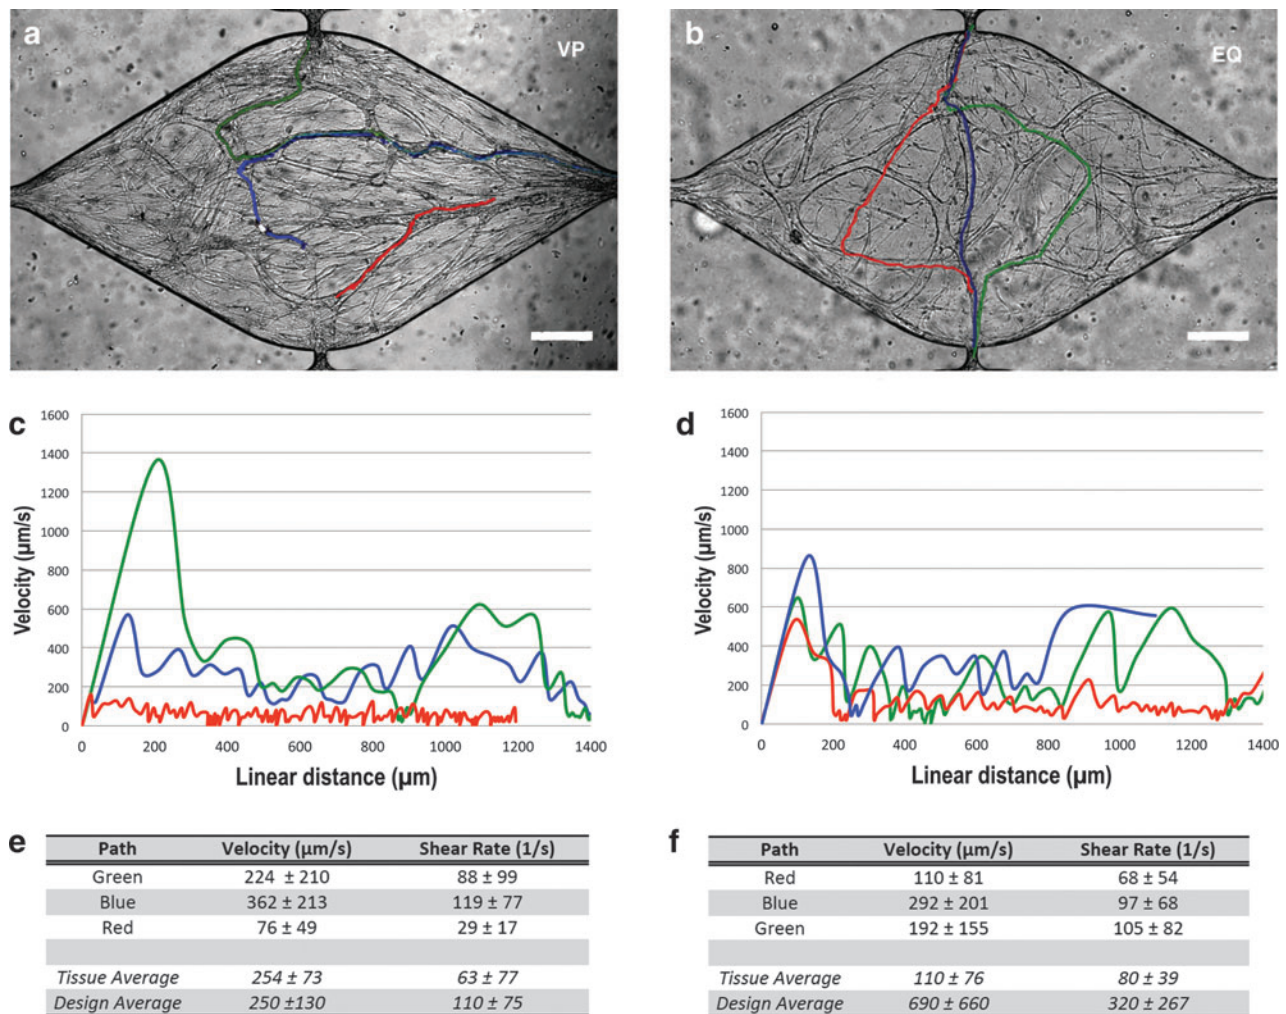 a
VP
b
EQ
c
Velocity (µm/s)
1600
1400
1200
1000
800
600
400
200
0
0 200 400 600 800 1000 1200 1400
Linear distance (µm)
d
Velocity (µm/s)
1600
1400
1200
1000
800
600
400
200
0
0 200 400 600 800 1000 1200 1400
Linear distance (µm)
e
Path Velocity (µm/s) Shear Rate (1/s)
Green 224 ± 210 88 ± 99
Blue 362 ± 213 119 ± 77
Red 76 ± 49 29 ± 17
Tissue Average 254 ± 73 63 ± 77
Design Average 250 ±130 110 ± 75
f
Path Velocity (µm/s) Shear Rate (1/s)
Red 110 ± 81 68 ± 54
Blue 292 ± 201 97 ± 68
Green 192 ± 155 105 ± 82
Tissue Average 110 ± 76 80 ± 39
Design Average 690 ± 660 320 ± 267